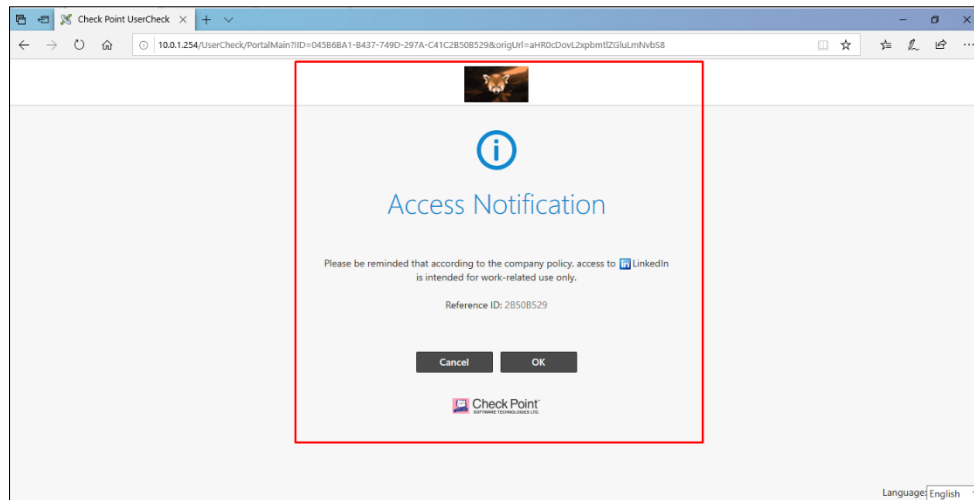 Check Point UserCheck
10.0.1.254/UserCheck/PortalMain?IID=045B6BA1-B437-749D-297A-C41C2B50B529&origUrl=aHR0cDovL2xpbmtlZGluLmNvbS8
Access Notification
Please be reminded that according to the company policy, access to in LinkedIn
is intended for work-related use only.
Reference ID: 2B50B529
Cancel OK
Check Point
SOFTWARE TECHNOLOGIES LTD.
Language: English